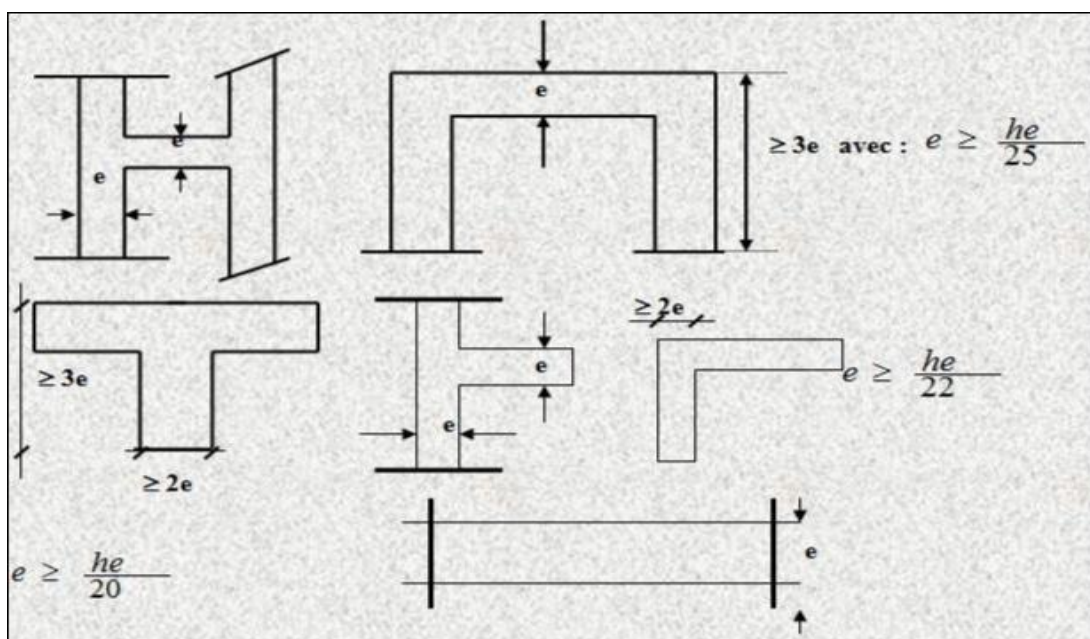 e
e
e
≥ 3e avec : e ≥ he/25
≥ 3e
≥ 2e
e
e
≥ 2e
e ≥ he/22
e ≥ he/20
e